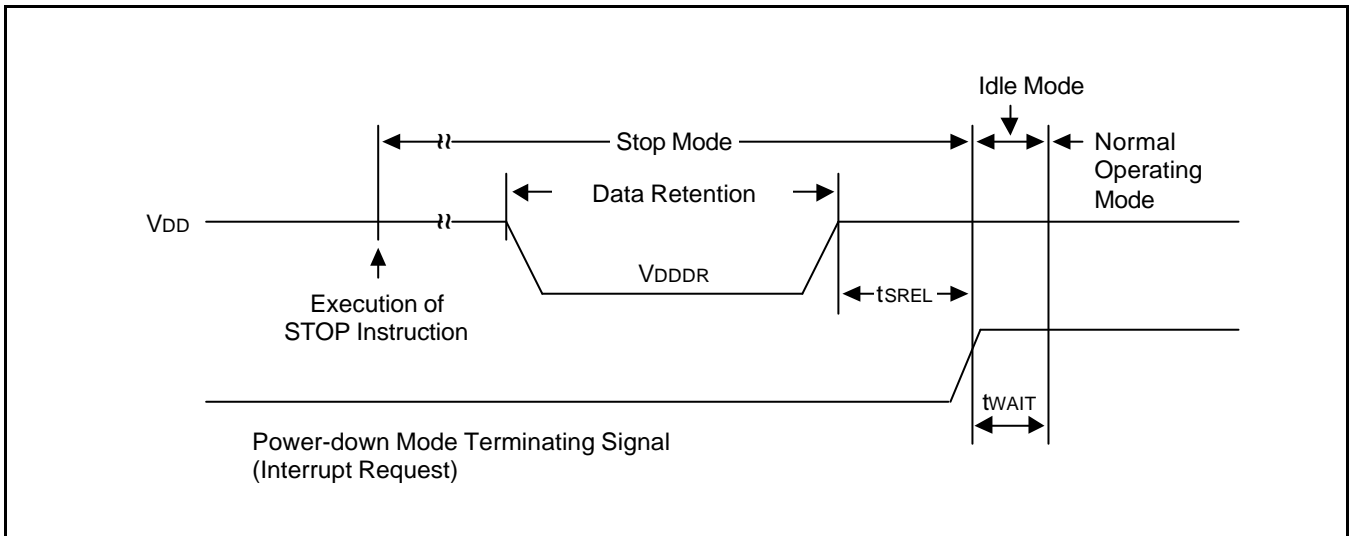 Idle Mode
Stop Mode
Normal
Operating
Mode
Data Retention
VDD
VDDDR
tSREL
Execution of
STOP Instruction
tWAIT
Power-down Mode Terminating Signal
(Interrupt Request)